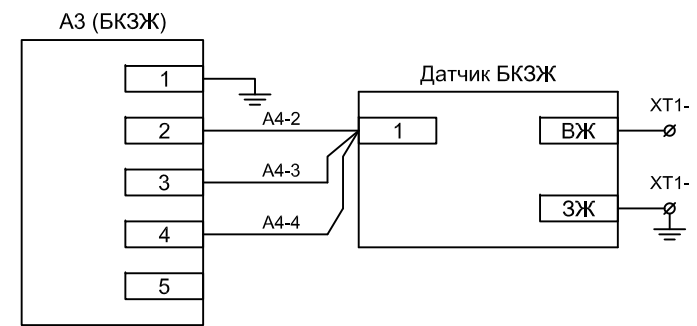 А3 (БКЗЖ)
1
2
3
4
5
А4-2
А4-3
А4-4
Датчик БКЗЖ
1
ВЖ
ЗЖ
ХТ1-
ХТ1-